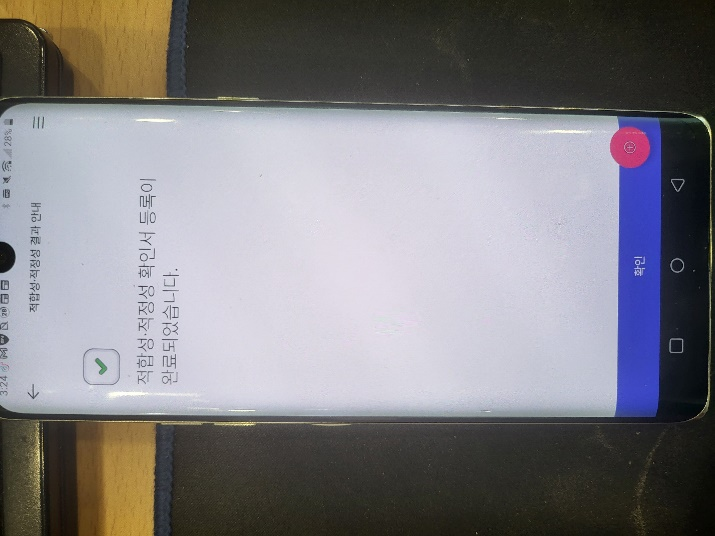 3:24
28%
적합성·적정성 결과 안내
적합성·적정성 확인서 등록이
완료되었습니다.
확인